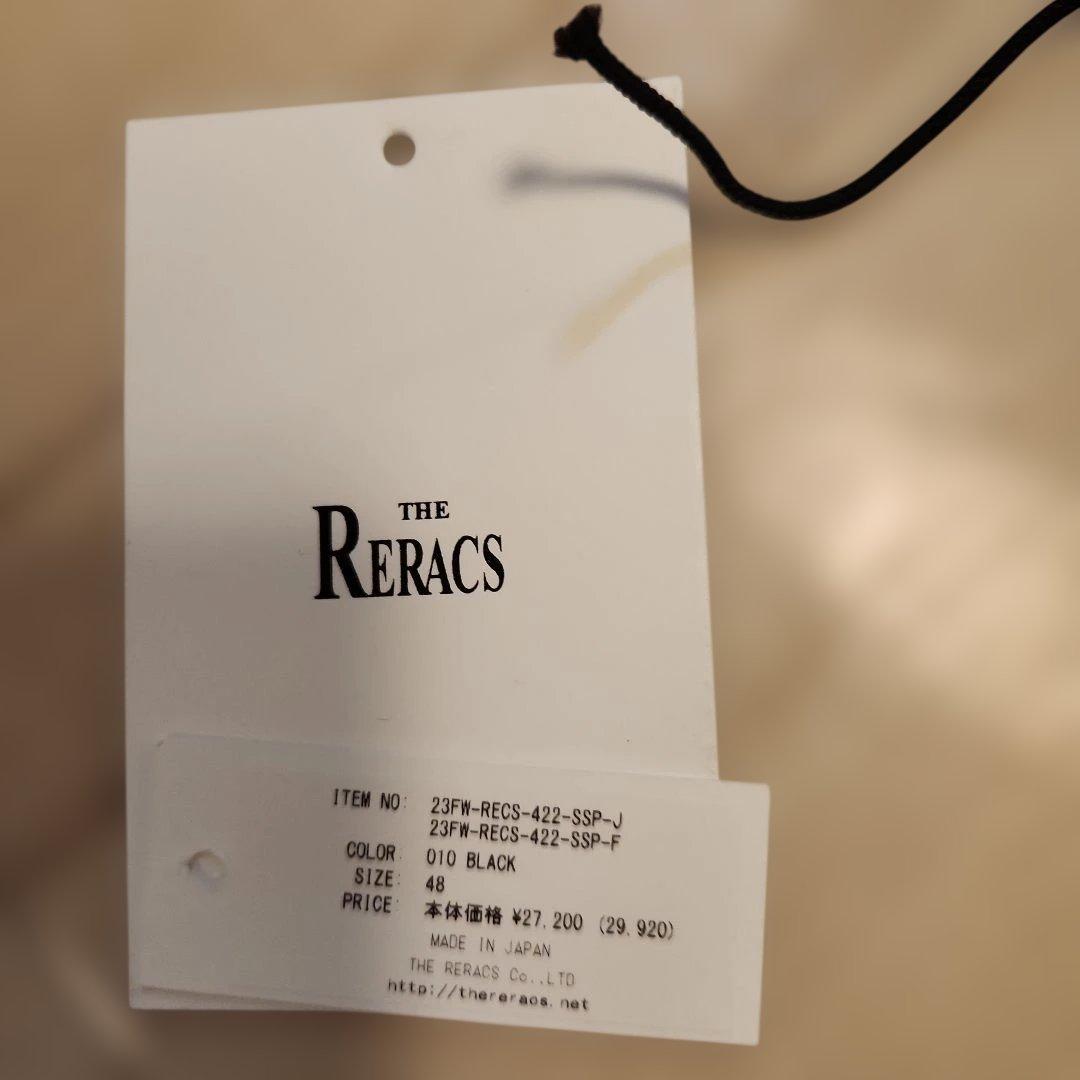 THE
RERACS
ITEM NO: 23FW-RECS-422-SSP-J
23FW-RECS-422-SSP-F
COLOR: 010 BLACK
SIZE: 48
PRICE: 本体価格 ¥27,200 (29,920)
MADE IN JAPAN
THE RERACS Co.,LTD
http://thereracs.net